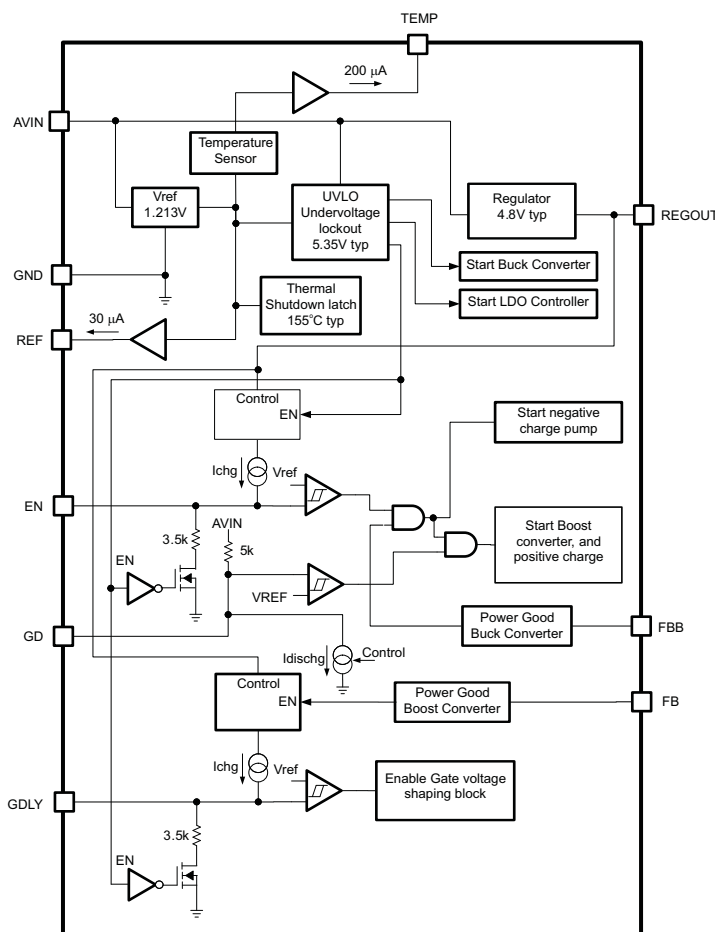 TEMP
200 μA
AVIN
Temperature
Sensor
Vref
1.213V
UVLO
Undervoltage
lockout
5.35V typ
Regulator
4.8V typ
REGOUT
GND
Start Buck Converter
Thermal
Shutdown latch
155°C typ
Start LDO Controller
30 μA
REF
Control
EN
Start negative
charge pump
Ichg
Vref
EN
3.5k
AVIN
5k
Start Boost
converter, and
positive charge
EN
VREF
Power Good
Buck Converter
FBB
GD
Idischg
Control
Control
EN
Power Good
Boost Converter
FB
Ichg
Vref
Enable Gate voltage
shaping block
GDLY
3.5k
EN